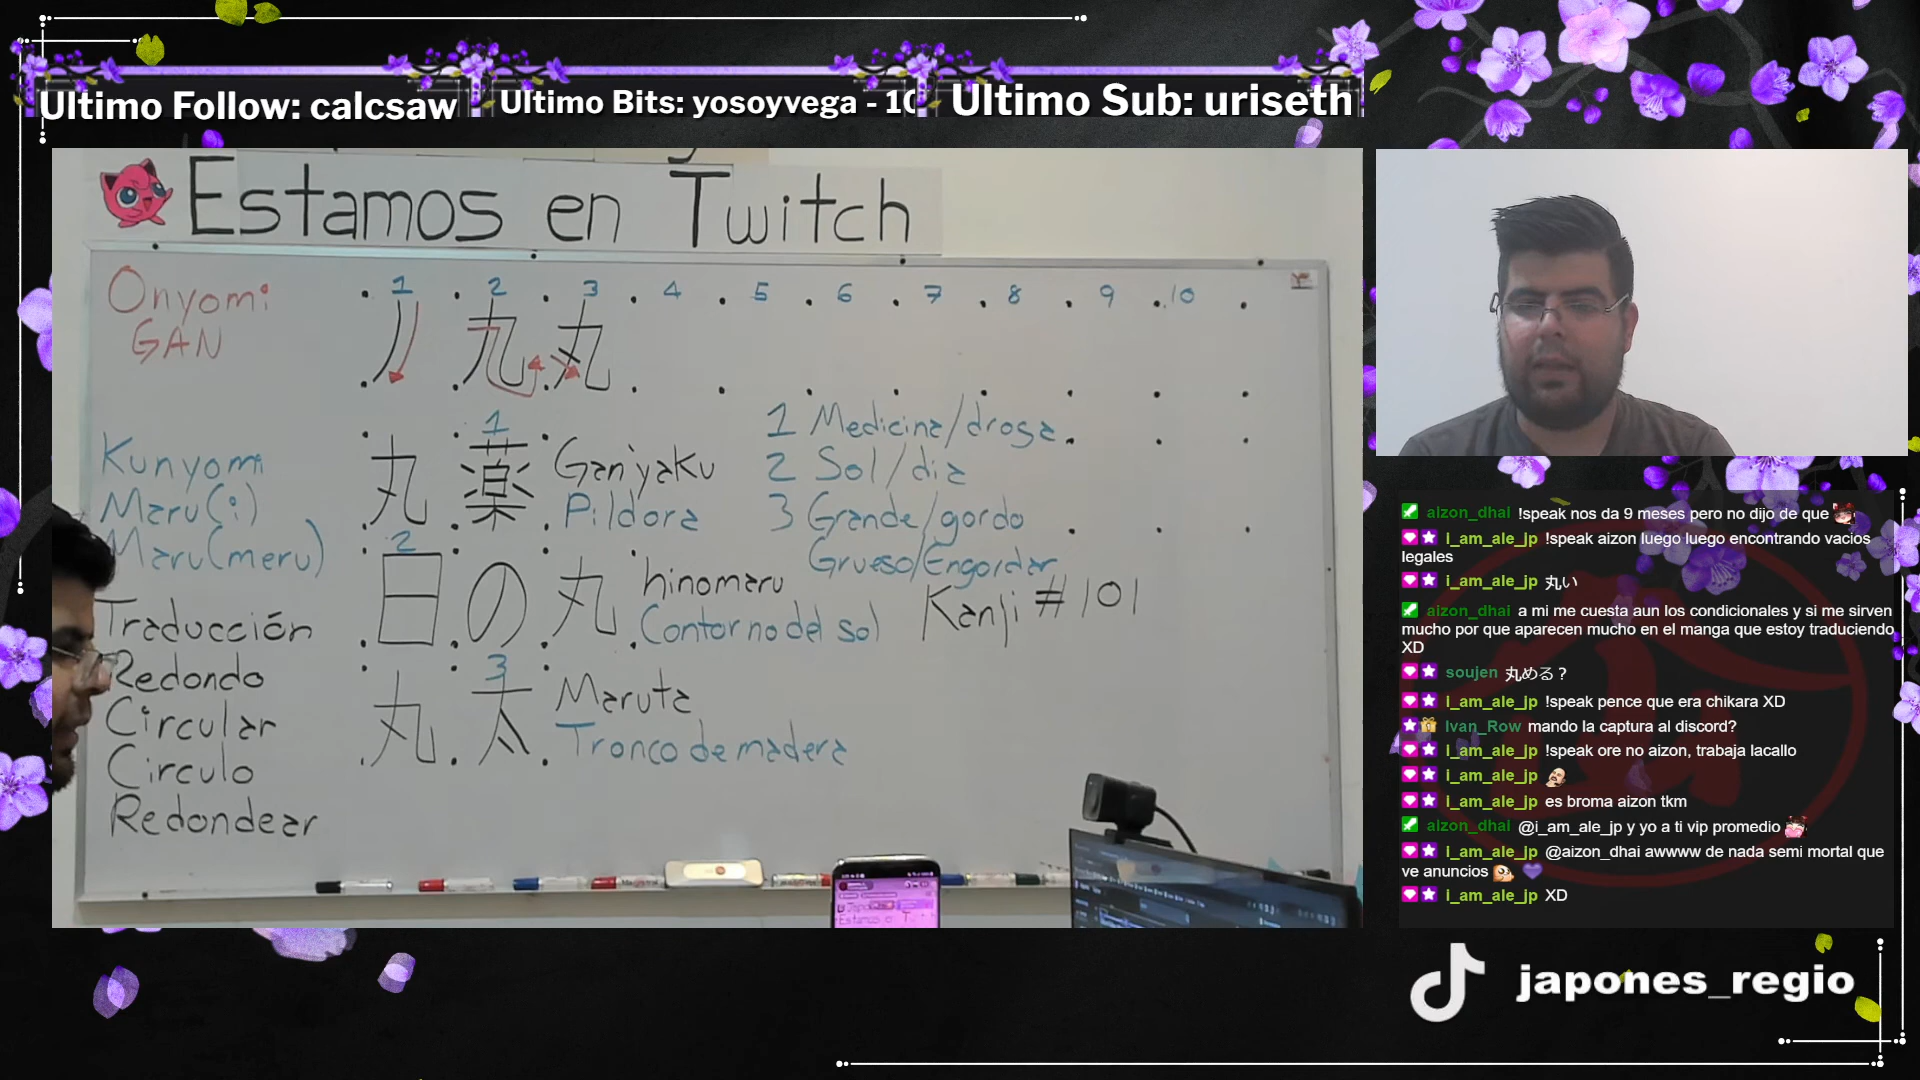 Ultimo Follow: calcsaw
Ultimo Bits: yosoyvega - 10
Ultimo Sub: uriseth
Estamos en Twitch
Onyomi
GAN
1 2 3 4 5 6 7 8 9 10
丸 丸
Kunyomi
Maru(i)
Maru(meru)
1
丸薬 Gan'yaku
Pildora
1 Medicina/droga
2 Sol/dia
3 Grande/gordo
Grueso/Engordar
2
日の丸 hinomaru
Contorno del sol
Kanji #101
3
丸太 Maruta
Tronco de madera
Traducción
Redondo
Circular
Circulo
Redondear
aizon_dhai !speak nos da 9 meses pero no dijo de que
i_am_ale_jp !speak aizon luego luego encontrando vacios
legales
i_am_ale_jp 丸い
aizon_dhai a mi me cuesta aun los condicionales y si me sirven
mucho por que aparecen mucho en el manga que estoy traduciendo
XD
soujen 丸める ?
i_am_ale_jp !speak pence que era chikara XD
Ivan_Row mando la captura al discord?
i_am_ale_jp !speak ore no aizon, trabaja lacallo
i_am_ale_jp
i_am_ale_jp es broma aizon tkm
aizon_dhai @i_am_ale_jp y yo a ti vip promedio
i_am_ale_jp @aizon_dhai awwww de nada semi mortal que
ve anuncios
i_am_ale_jp XD
japones_regio